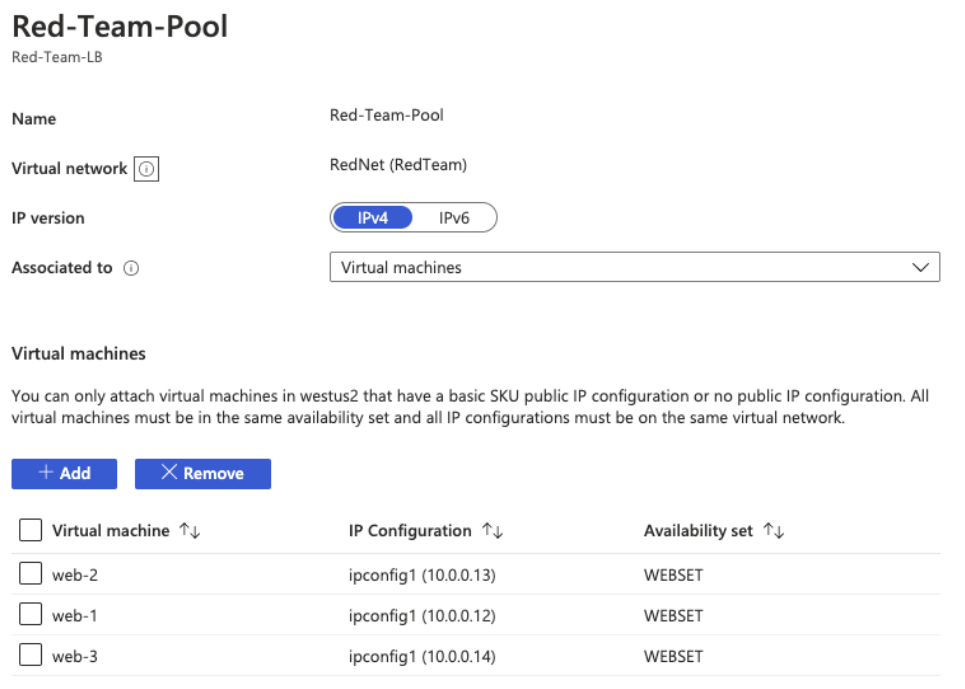 Red-Team-Pool
Red-Team-LB
Name Red-Team-Pool
Virtual network RedNet (RedTeam)
IP version IPv4 IPv6
Associated to Virtual machines
Virtual machines
You can only attach virtual machines in westus2 that have a basic SKU public IP configuration or no public IP configuration. All
virtual machines must be in the same availability set and all IP configurations must be on the same virtual network.
+ Add × Remove
Virtual machine ↑↓ IP Configuration ↑↓ Availability set ↑↓
web-2 ipconfig1 (10.0.0.13) WEBSET
web-1 ipconfig1 (10.0.0.12) WEBSET
web-3 ipconfig1 (10.0.0.14) WEBSET